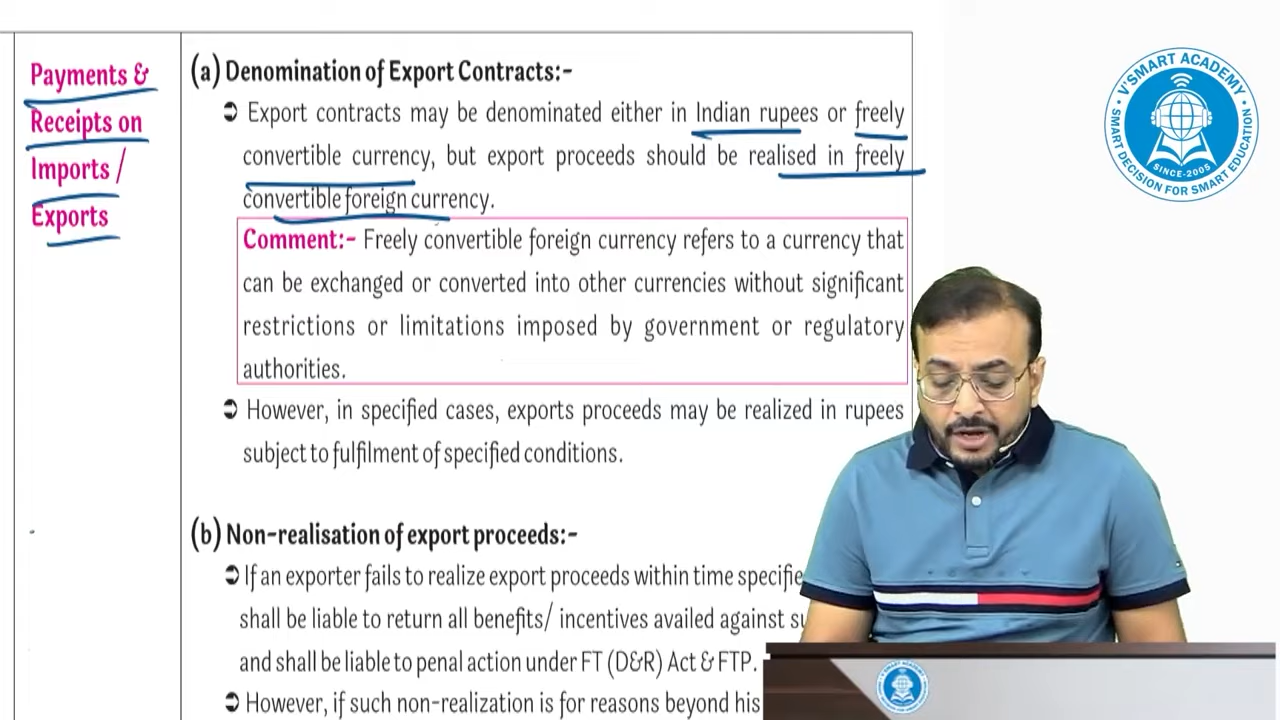 Payments &
Receipts on
Imports /
Exports
(a) Denomination of Export Contracts:-
➲ Export contracts may be denominated either in Indian rupees or freely
convertible currency, but export proceeds should be realised in freely
convertible foreign currency.
Comment:- Freely convertible foreign currency refers to a currency that
can be exchanged or converted into other currencies without significant
restrictions or limitations imposed by government or regulatory
authorities.
➲ However, in specified cases, exports proceeds may be realized in rupees
subject to fulfilment of specified conditions.
(b) Non-realisation of export proceeds:-
➲ If an exporter fails to realize export proceeds within time specifie
shall be liable to return all benefits/ incentives availed against su
and shall be liable to penal action under FT (D&R) Act & FTP.
➲ However, if such non-realization is for reasons beyond his
V'SMART ACADEMY
SINCE-2005
• SMART DECISION FOR SMART EDUCATION •